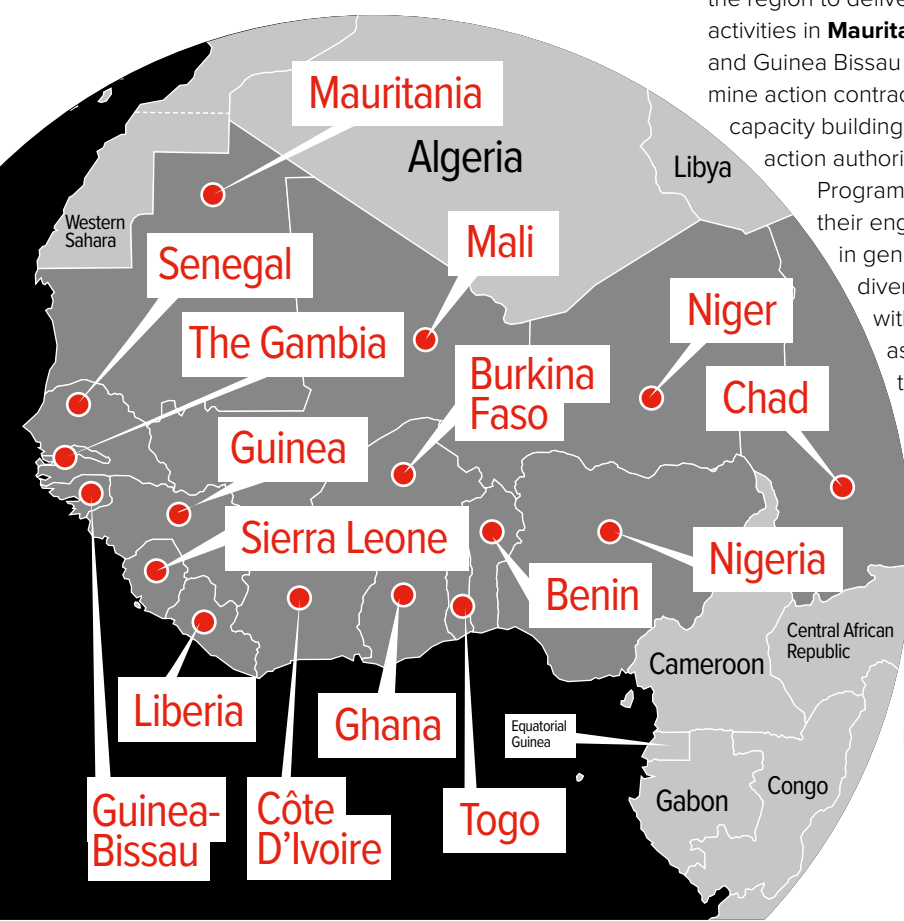 the region to deliver
activities in Maurita
and Guinea Bissau
mine action contrac
capacity building
action authori
Program
their eng
in gen
diver
with
as
t
Mauritania
Algeria
Libya
Western
Sahara
Senegal
Mali
The Gambia
Niger
Burkina
Faso
Chad
Guinea
Sierra Leone
Nigeria
Benin
Central African
Republic
Cameroon
Liberia
Ghana
Equatorial
Guinea
Guinea-
Bissau
Côte
D’Ivoire
Togo
Gabon
Congo